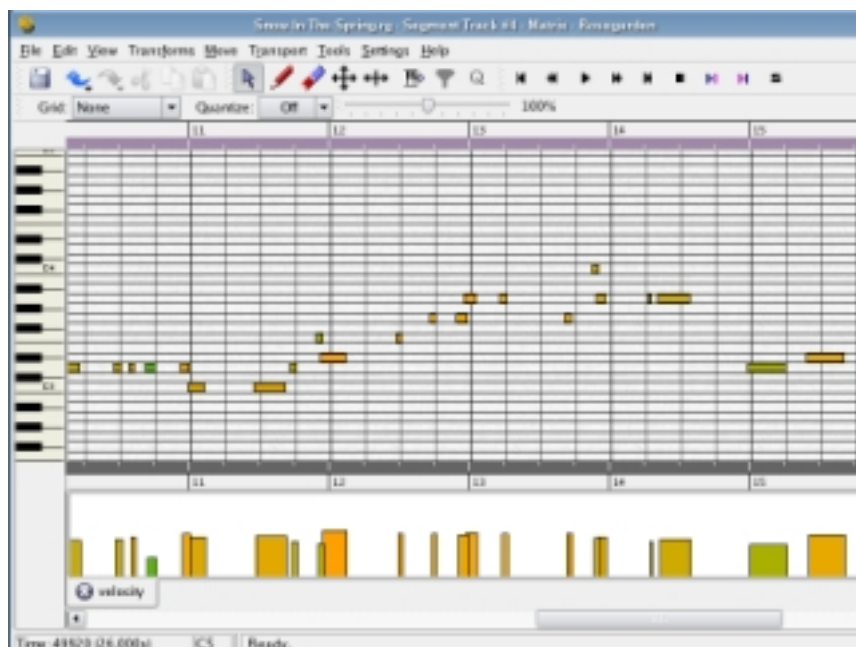 Snow In The Spring.rg - Segment Track #4 - Matrix - Rosegarden
File Edit View Transforms Move Transport Tools Settings Help
Grid: None Quantize: Off 100%
11 12 13 14 15
C4
C3
11 12 13 14 15
velocity
Time: 49920 (26.000s) C5 Ready.